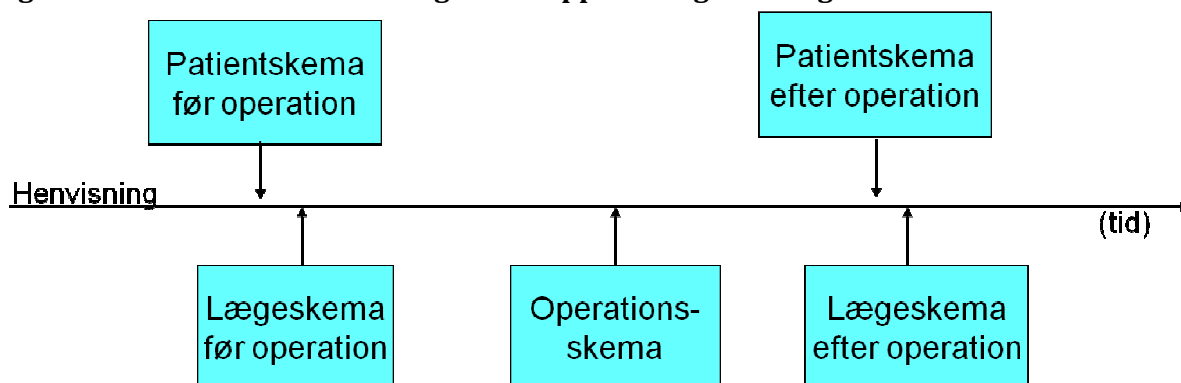 Patientskema
før operation
Patientskema
efter operation
Henvisning
(tid)
Lægeskema
før operation
Operations-
skema
Lægeskema
efter operation